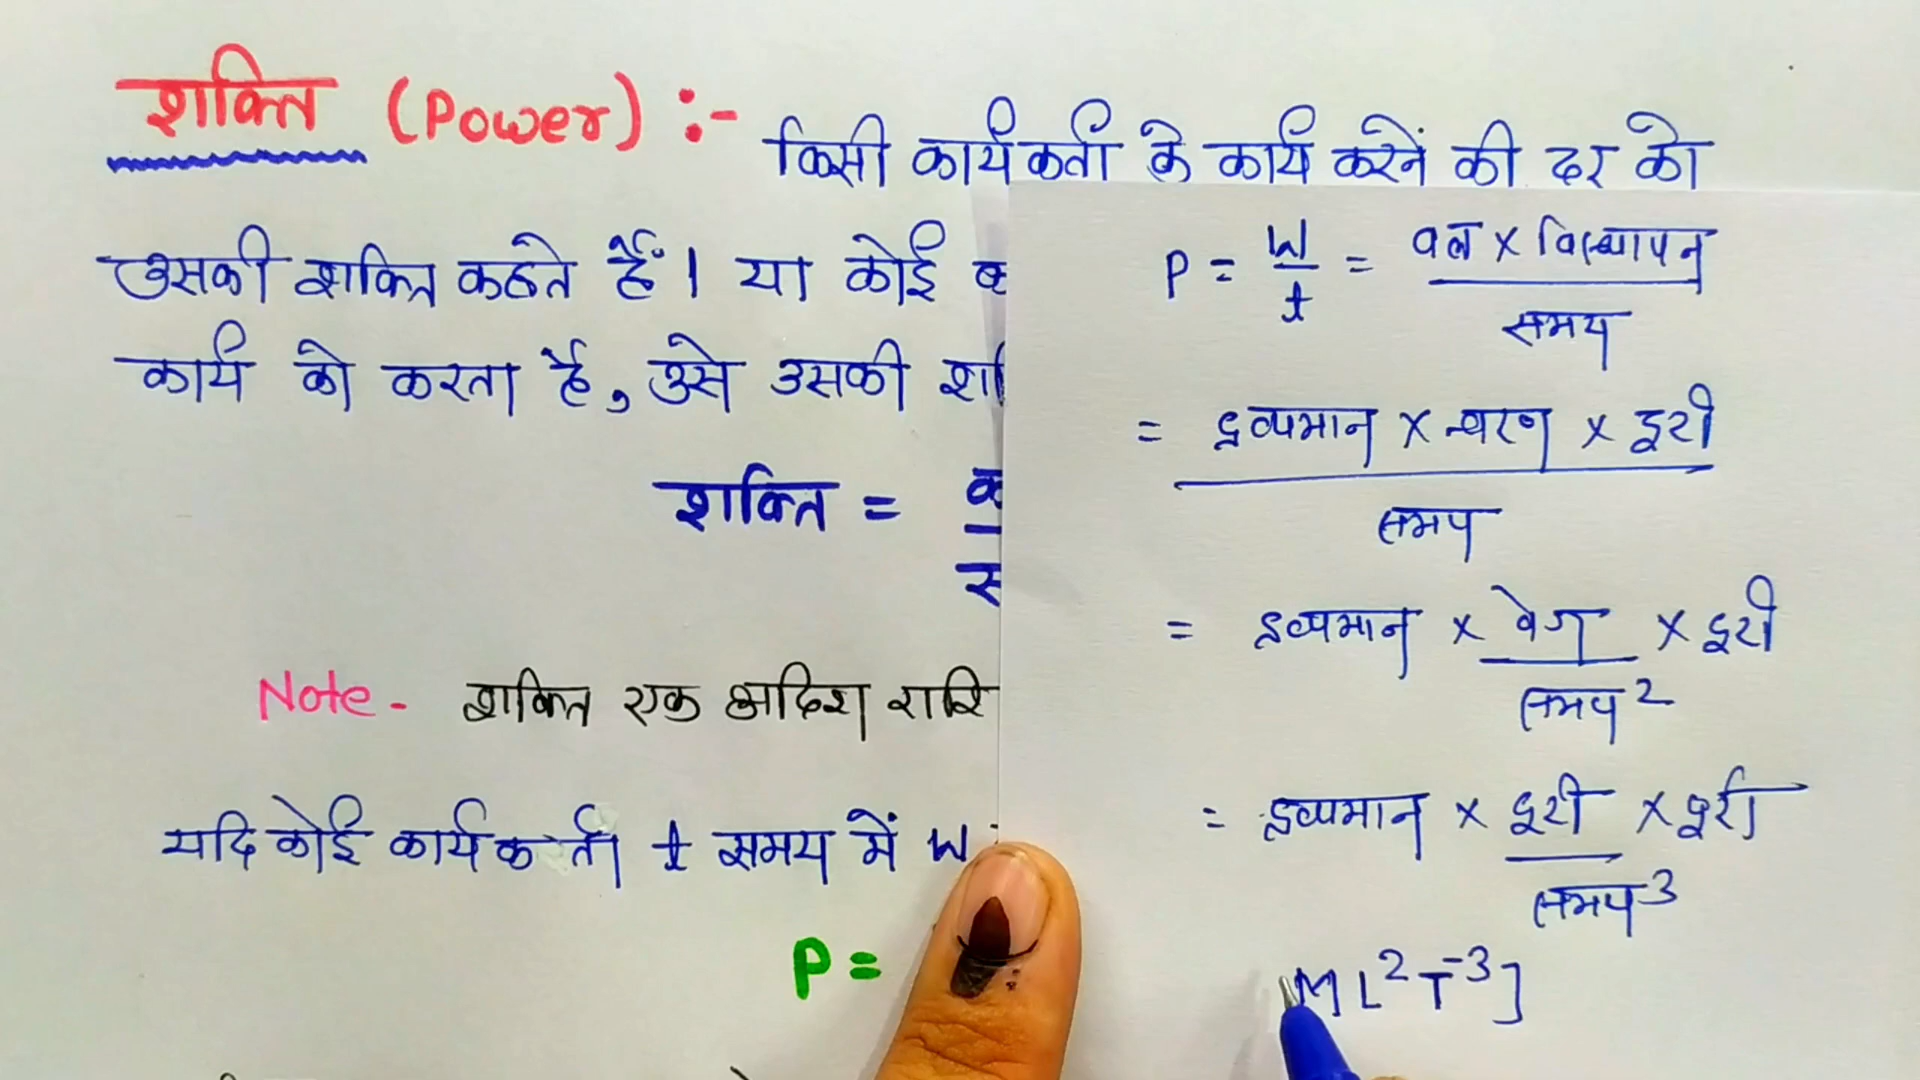 शक्ति (Power) :- किसी कार्यकर्ता के कार्य करनें की दर को
उसकी शक्ति कहते हैं। या कोई
कार्य को करता है, उसे उसकी
शक्ति =
Note- शक्ति एक अदिश राशि
यदि कोई कार्यकर्ता t समय में W
P =
P = W/t = बल × विस्थापन / समय
= द्रव्यमान × त्वरण × दूरी / समय
= द्रव्यमान × वेग / समय² × दूरी
= द्रव्यमान × दूरी / समय³ × दूरी
M L² T⁻³]